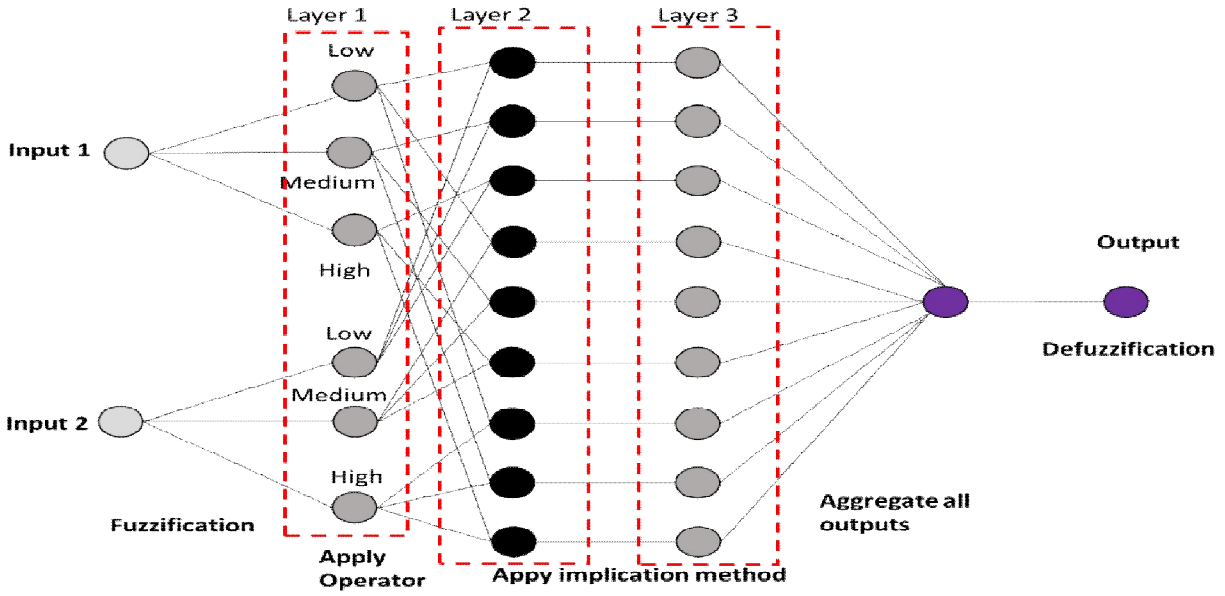 Layer 1
Layer 2
Layer 3
Low
Input 1
Medium
High
Output
Low
Defuzzification
Medium
Input 2
High
Fuzzification
Aggregate all
outputs
Apply
Operator
Appy implication method